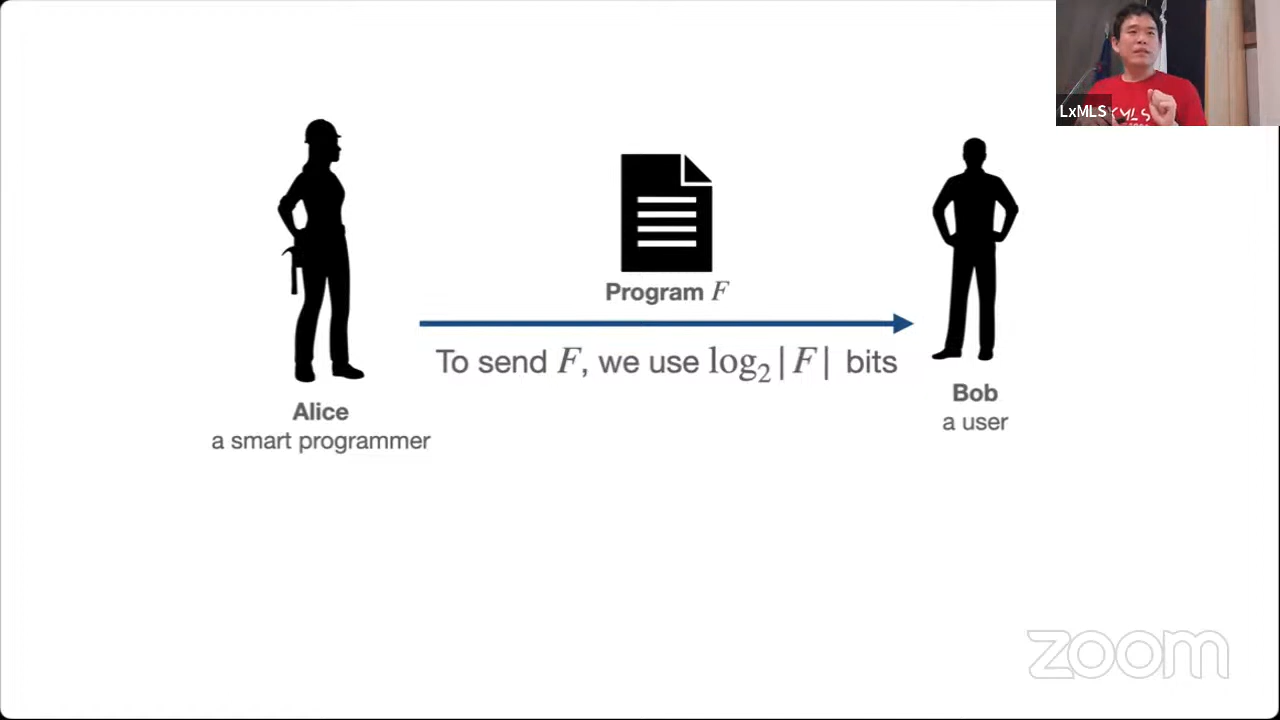 LxMLS
Program F
To send F, we use log₂|F| bits
Alice
a smart programmer
Bob
a user
zoom